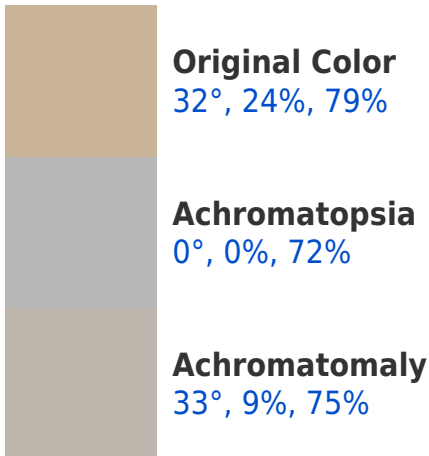 Original Color
32°, 24%, 79%
Achromatopsia
0°, 0%, 72%
Achromatomaly
33°, 9%, 75%